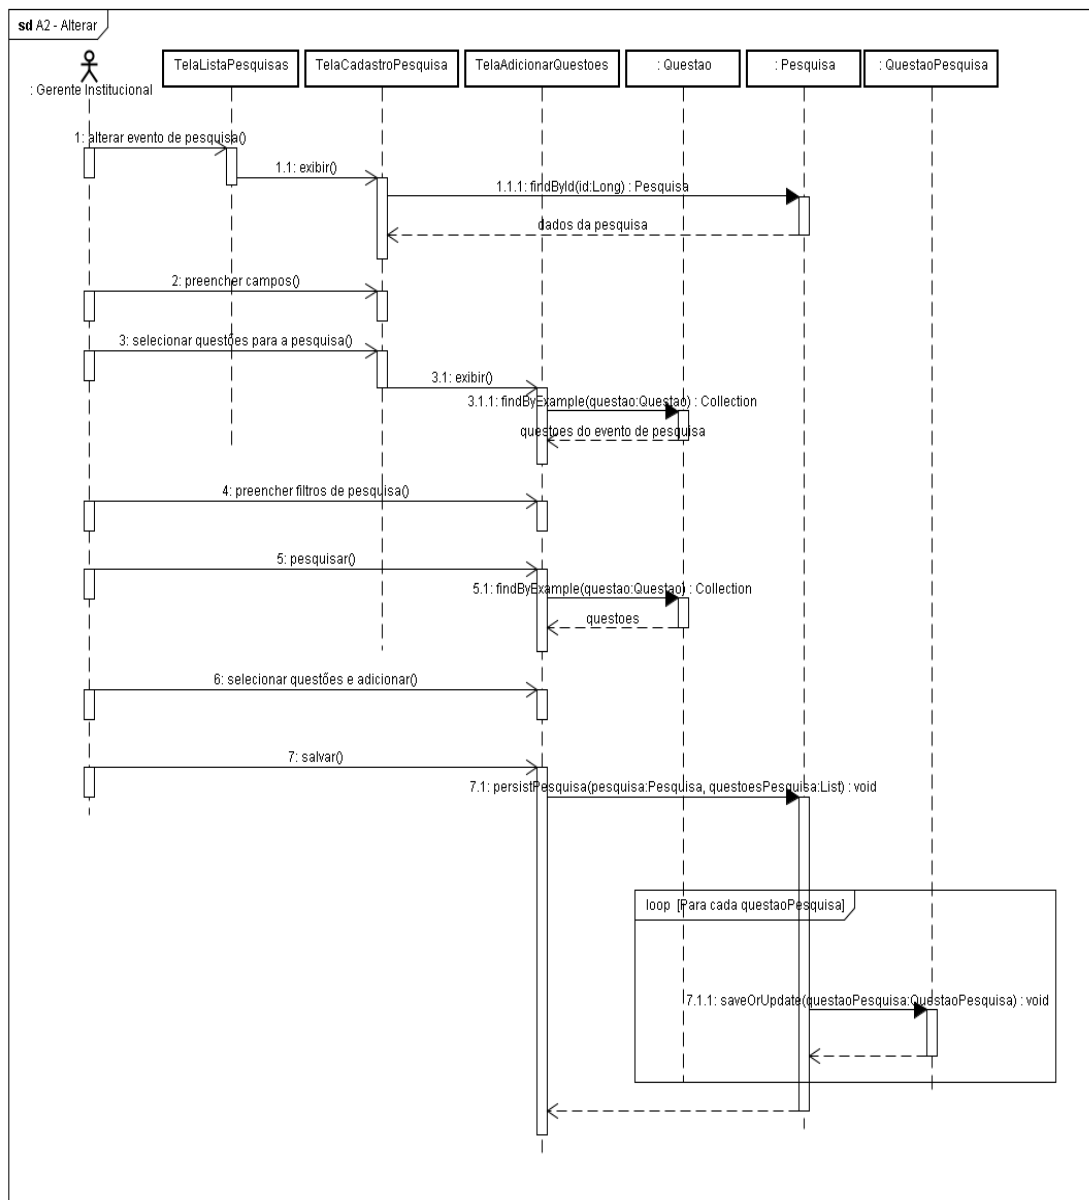 sd A2 - Alterar
: Gerente Institucional
TelaListaPesquisas
TelaCadastroPesquisa
TelaAdicionarQuestoes
: Questao
: Pesquisa
: QuestaoPesquisa
1: alterar evento de pesquisa()
1.1: exibir()
1.1.1: findById(id:Long) : Pesquisa
dados da pesquisa
2: preencher campos()
3: selecionar questões para a pesquisa()
3.1: exibir()
3.1.1: findByExample(questao:Questao) : Collection
questoes do evento de pesquisa
4: preencher filtros de pesquisa()
5: pesquisar()
5.1: findByExample(questao:Questao) : Collection
questoes
6: selecionar questões e adicionar()
7: salvar()
7.1: persistPesquisa(pesquisa:Pesquisa, questoesPesquisa:List) : void
loop [Para cada questaoPesquisa]
7.1.1: saveOrUpdate(questaoPesquisa:QuestaoPesquisa) : void